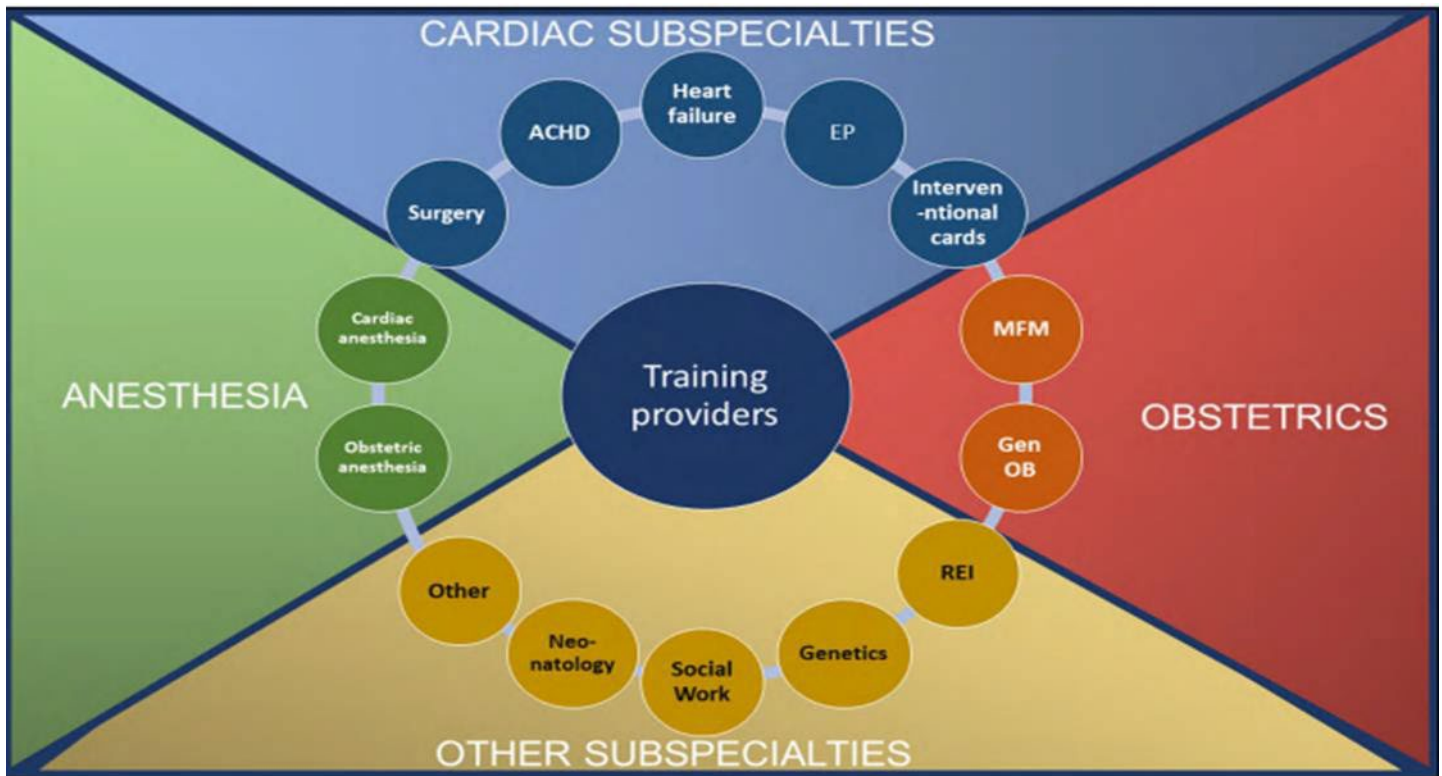 CARDIAC SUBSPECIALTIES
Heart
failure
ACHD
EP
Surgery
Interven
-ntional
cards
Cardiac
anesthesia
MFM
Training
providers
ANESTHESIA
OBSTETRICS
Obstetric
anesthesia
Gen
OB
REI
Other
Neo-
natology
Social
Work
Genetics
OTHER SUBSPECIALTIES